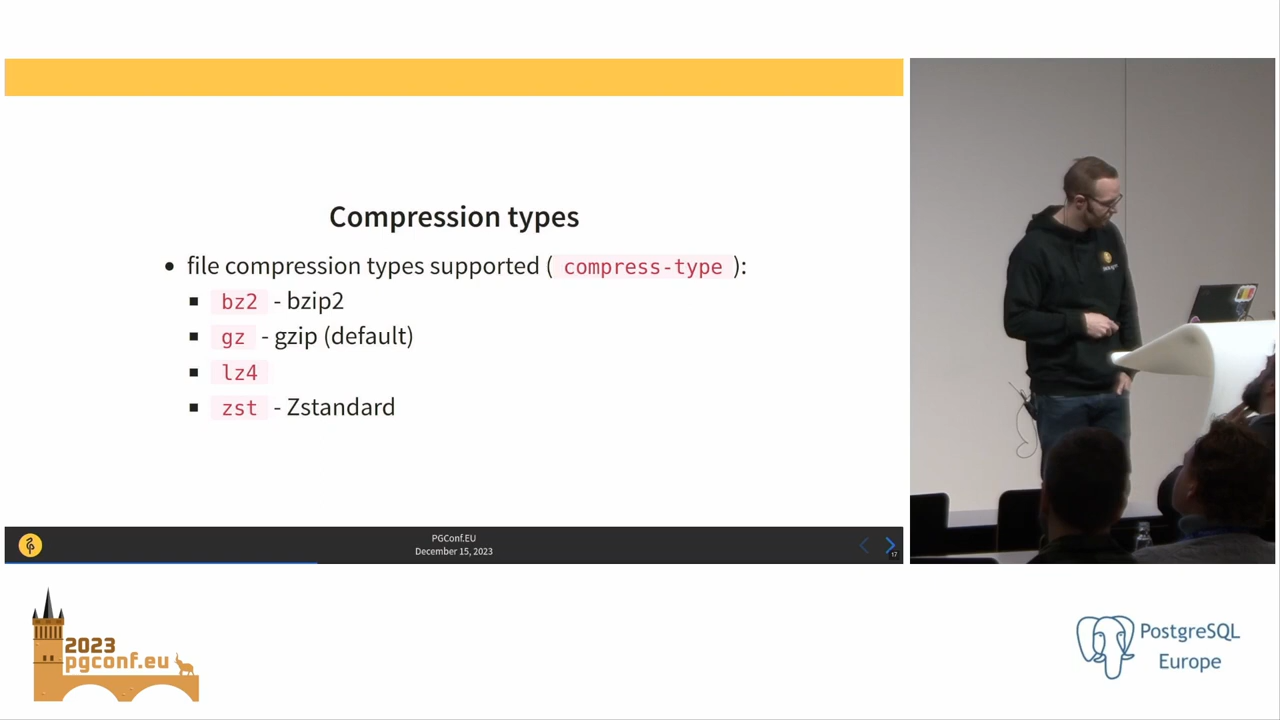 Compression types
• file compression types supported ( compress-type ):
▪ bz2 - bzip2
▪ gz - gzip (default)
▪ lz4
▪ zst - Zstandard
PGConf.EU
December 15, 2023
17
2023
pgconf.eu
PostgreSQL
Europe